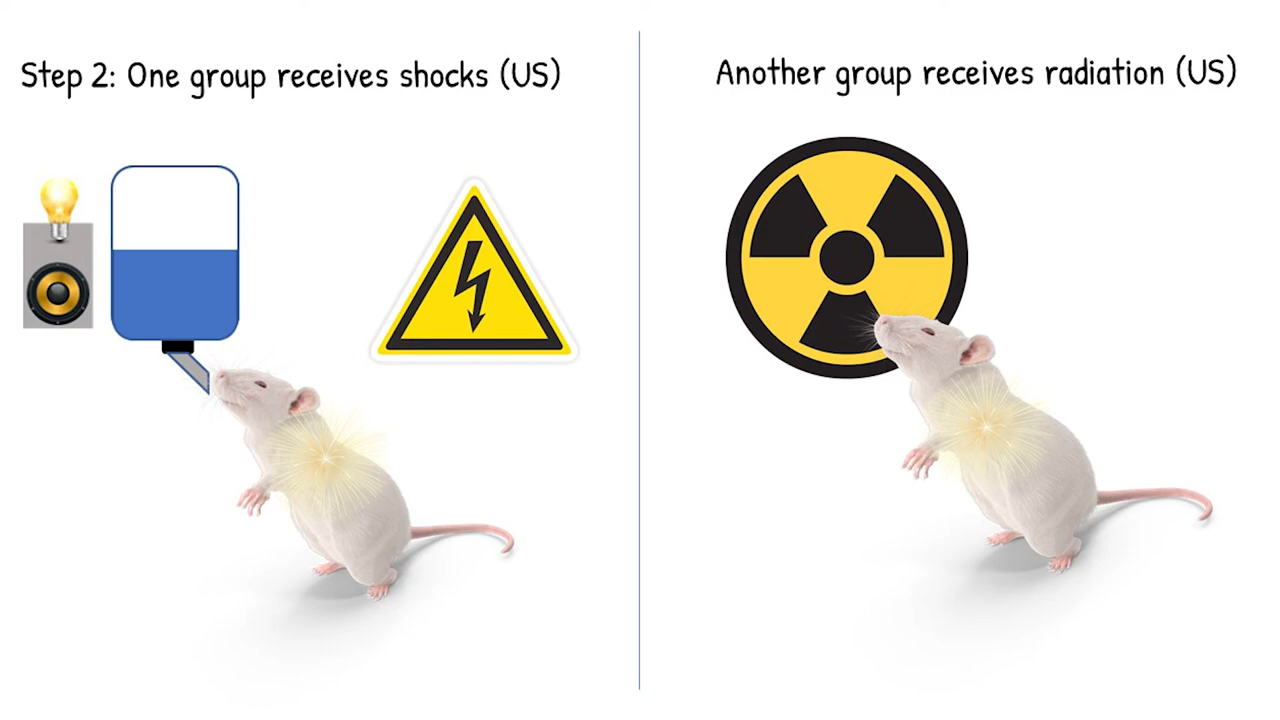 Step 2: One group receives shocks (US)
Another group receives radiation (US)